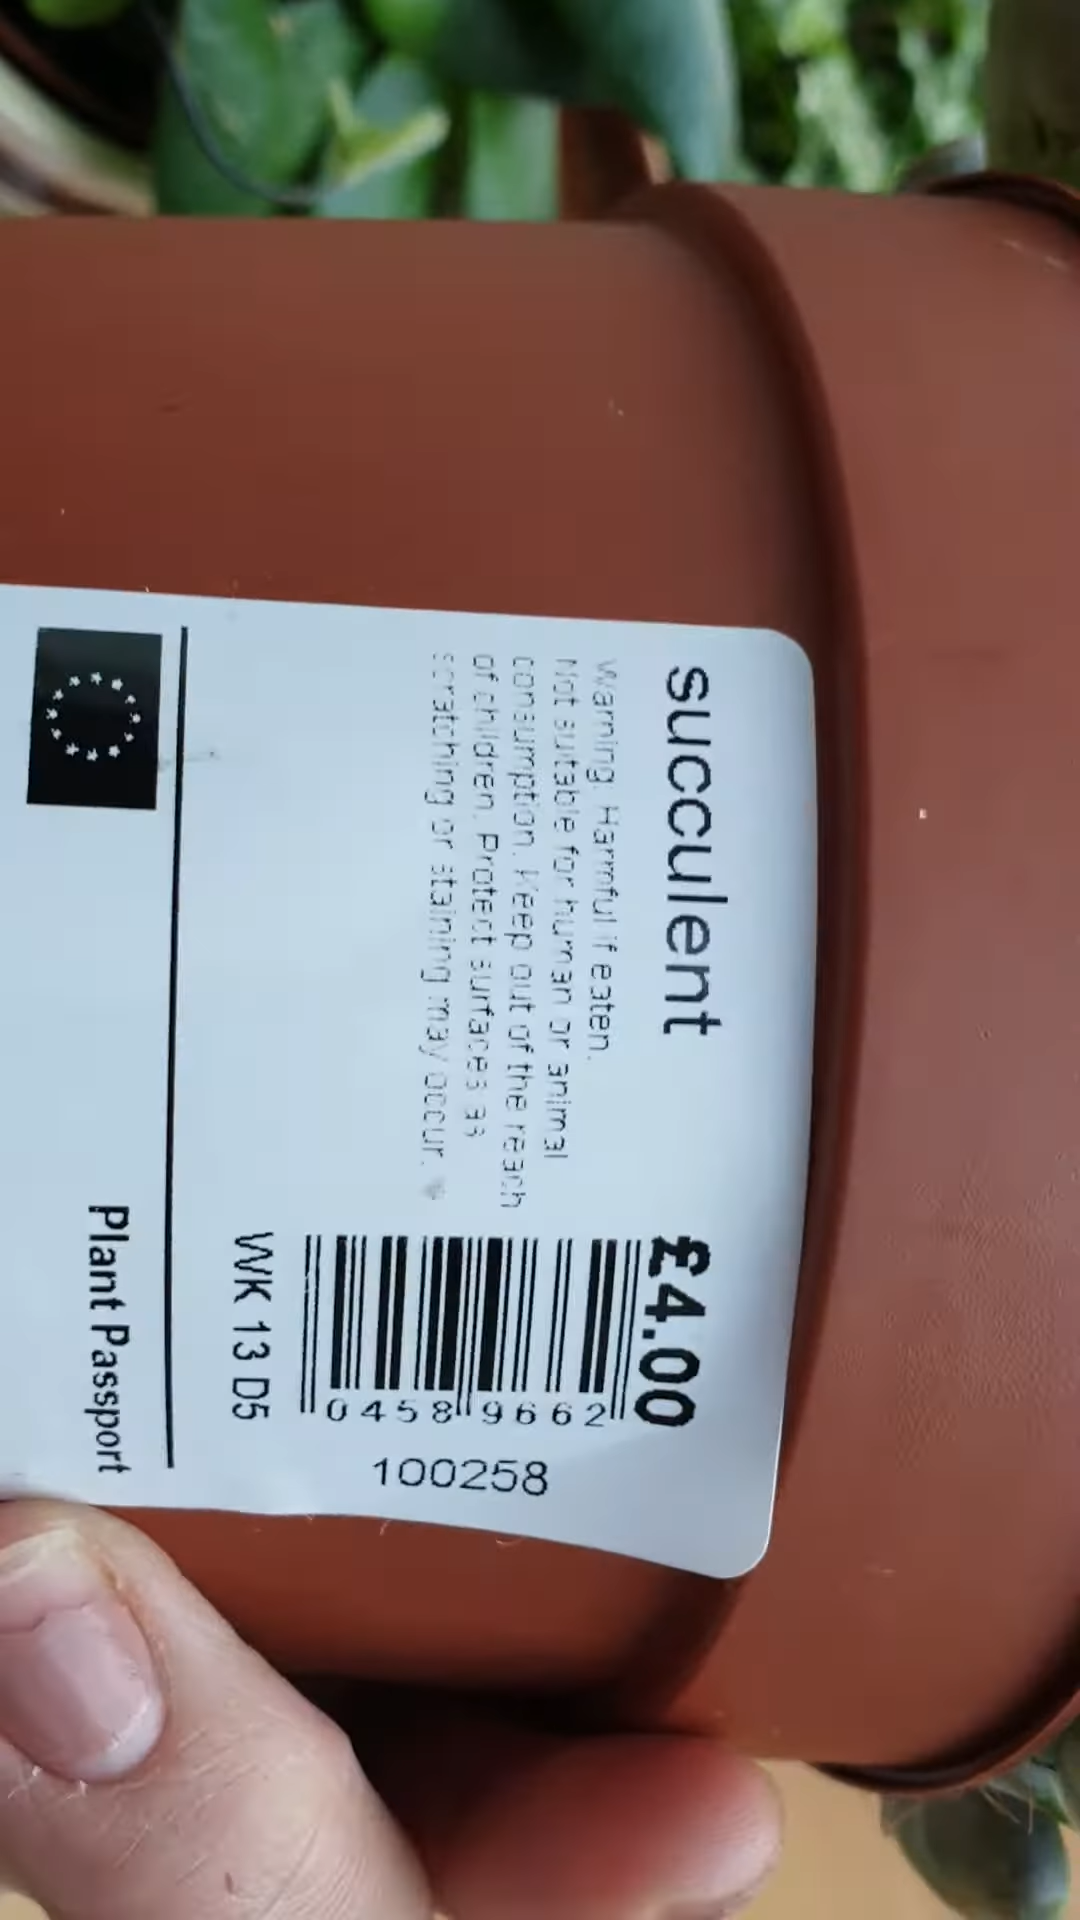 succulent
£4.00
Warning: Harmful if eaten.
Not suitable for human or animal
consumption. Keep out of the reach
of children. Protect surfaces as
scratching or staining may occur.
0458 9662
100258
WK 13 D5
Plant Passport